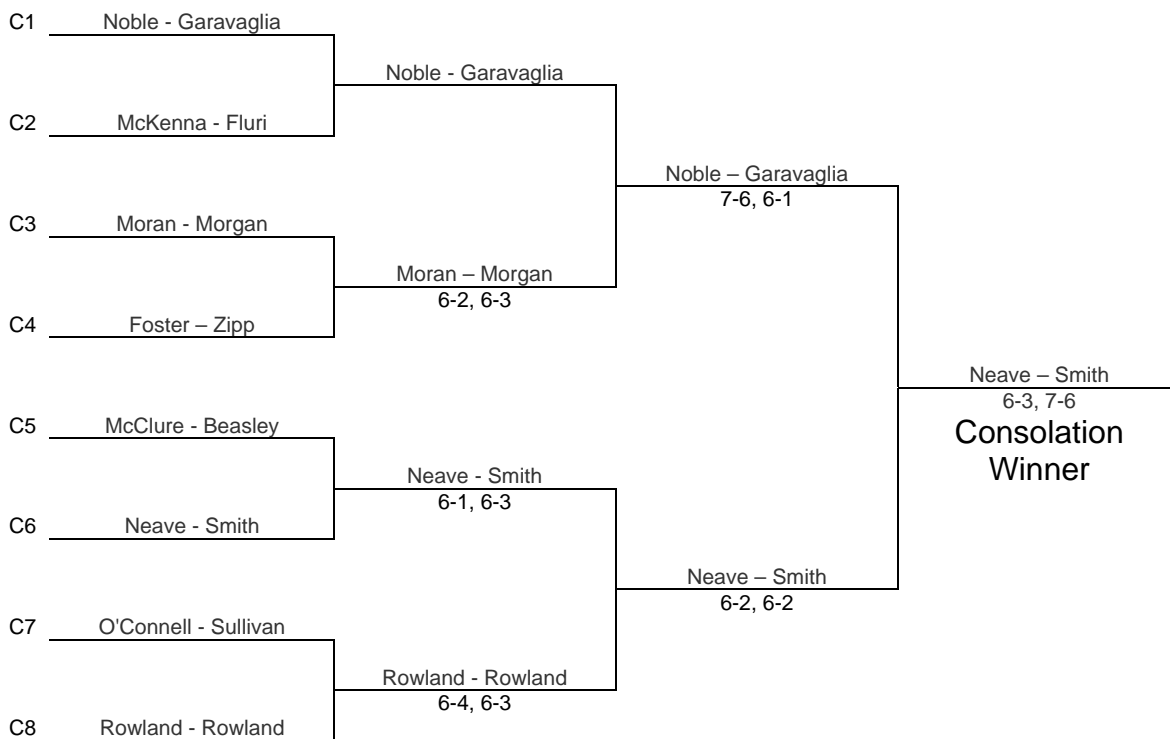 C1 Noble - Garavaglia
Noble - Garavaglia
C2 McKenna - Fluri
Noble – Garavaglia
7-6, 6-1
C3 Moran - Morgan
Moran – Morgan
6-2, 6-3
C4 Foster – Zipp
Neave – Smith
6-3, 7-6
Consolation
Winner
C5 McClure - Beasley
Neave - Smith
6-1, 6-3
C6 Neave - Smith
Neave – Smith
6-2, 6-2
C7 O'Connell - Sullivan
Rowland - Rowland
6-4, 6-3
C8 Rowland - Rowland